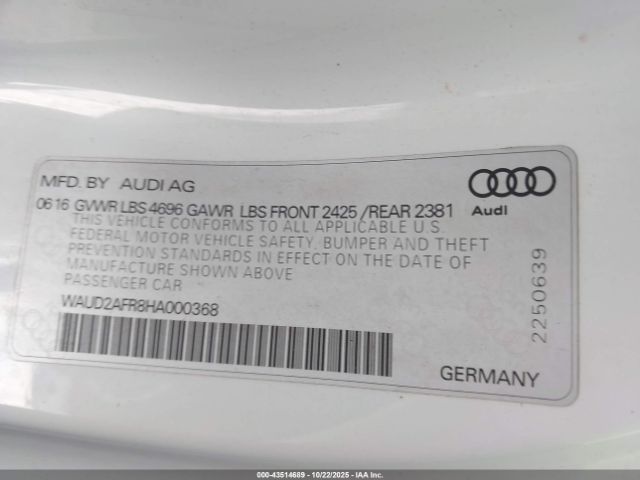 MFD. BY AUDI AG
Audi
0616 GVWR LBS 4696 GAWR LBS FRONT 2425 /REAR 2381
THIS VEHICLE CONFORMS TO ALL APPLICABLE U.S.
FEDERAL MOTOR VEHICLE SAFETY, BUMPER AND THEFT
PREVENTION STANDARDS IN EFFECT ON THE DATE OF
MANUFACTURE SHOWN ABOVE
PASSENGER CAR
WAUD2AFR8HA000368
2250639
GERMANY
000-43514689 | 10/22/2025 - IAA Inc.